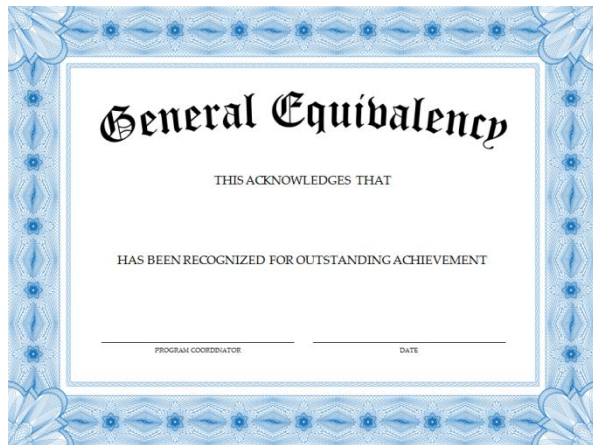 General Equivalency
THIS ACKNOWLEDGES THAT
HAS BEEN RECOGNIZED FOR OUTSTANDING ACHIEVEMENT
PROGRAM COORDINATOR DATE